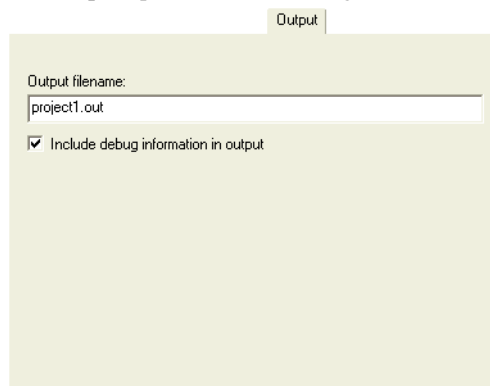 Output
Output filename:
project1.out
Include debug information in output